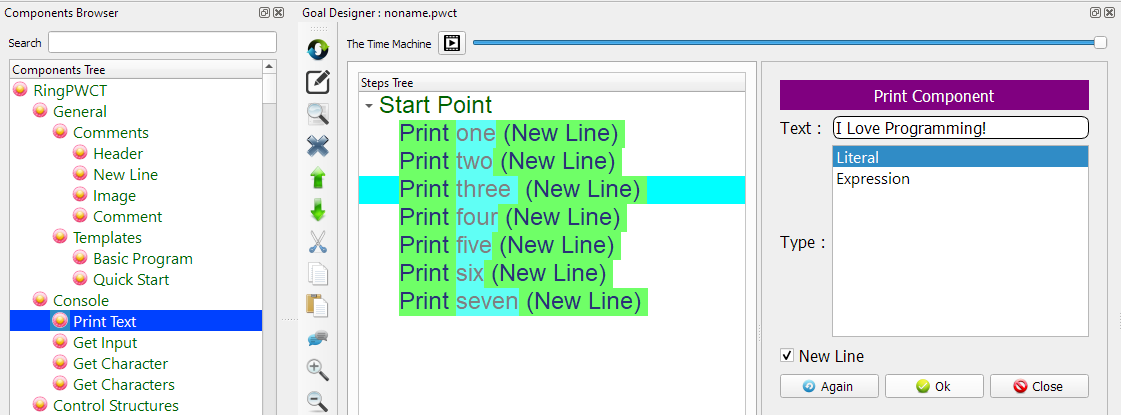 Components Browser
Search
Components Tree
RingPWCT
General
Comments
Header
New Line
Image
Comment
Templates
Basic Program
Quick Start
Console
Print Text
Get Input
Get Character
Get Characters
Control Structures
Goal Designer : noname.pwct
The Time Machine
Steps Tree
Start Point
Print one (New Line)
Print two (New Line)
Print three (New Line)
Print four (New Line)
Print five (New Line)
Print six (New Line)
Print seven (New Line)
Print Component
Text : I Love Programming!
Literal
Expression
Type :
New Line
Again Ok Close